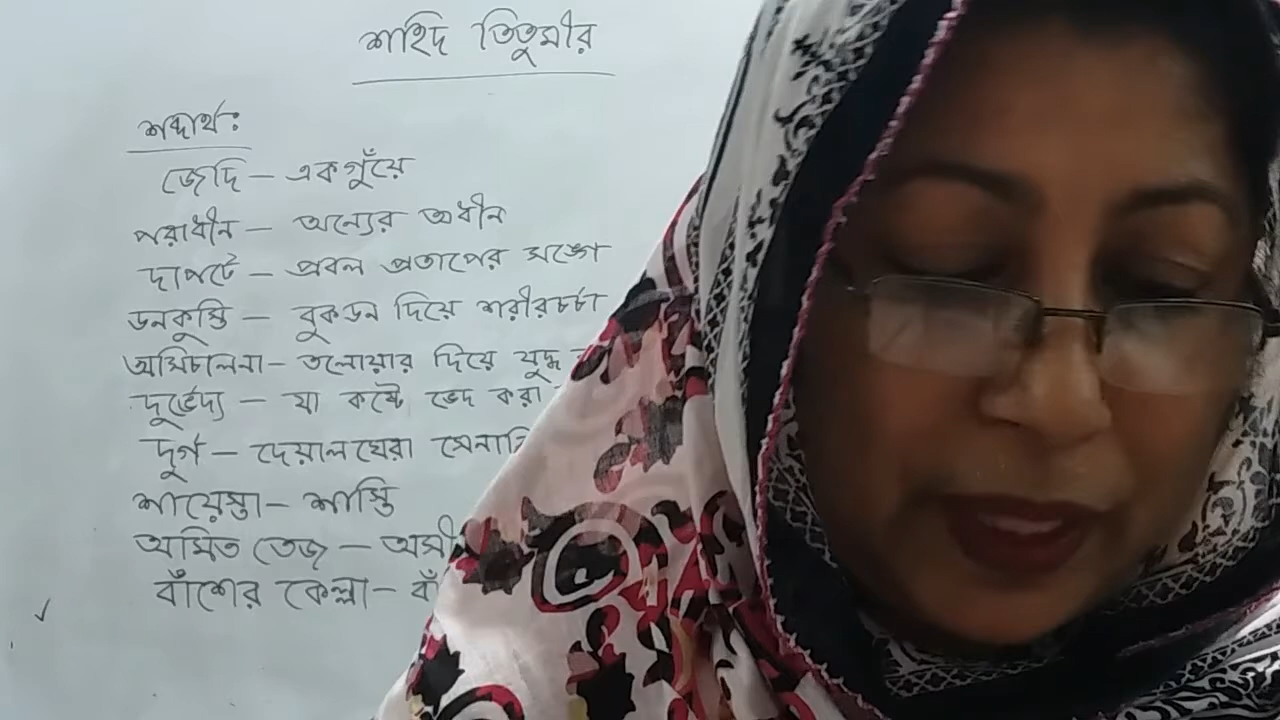 শহিদ তিতুমীর
শব্দার্থঃ
জেদি – একগুঁয়ে
পরাধীন – অন্যের অধীন
দাপটে – প্রবল প্রতাপের সঙ্গে
ডনকুস্তি – বুকডন দিয়ে শরীরচর্চা
অসিচালনা – তলোয়ার দিয়ে যুদ্ধ
দুর্ভেদ্য – যা কষ্টে ভেদ করা
দুর্গ – দেয়ালঘেরা
শায়েস্তা – শাস্তি
অমিত তেজ –
বাঁশের কেল্লা –